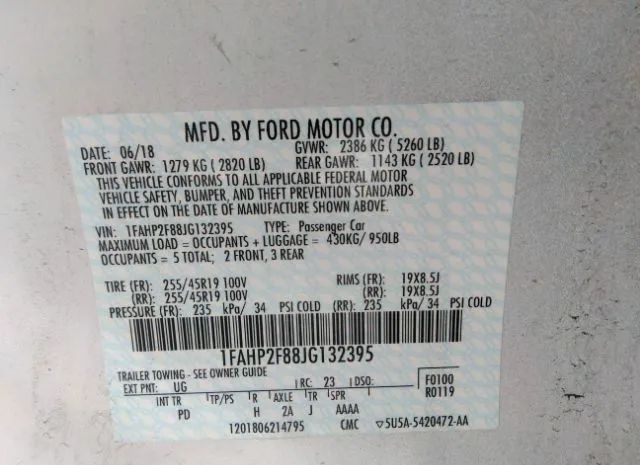 MFD. BY FORD MOTOR CO.
DATE: 06/18 GVWR: 2386 KG ( 5260 LB)
FRONT GAWR: 1279 KG ( 2820 LB) REAR GAWR: 1143 KG ( 2520 LB)
THIS VEHICLE CONFORMS TO ALL APPLICABLE FEDERAL MOTOR
VEHICLE SAFETY, BUMPER, AND THEFT PREVENTION STANDARDS
IN EFFECT ON THE DATE OF MANUFACTURE SHOWN ABOVE.
VIN: 1FAHP2F88JG132395 TYPE: Passenger Car
MAXIMUM LOAD = OCCUPANTS + LUGGAGE = 430KG/ 950LB
OCCUPANTS = 5 TOTAL; 2 FRONT, 3 REAR
TIRE (FR): 255/45R19 100V RIMS (FR): 19X8.5J
(RR): 255/45R19 100V (RR): 19X8.5J
PRESSURE (FR): 235 kPa/ 34 PSI COLD (RR): 235 kPa/ 34 PSI COLD
1FAHP2F88JG132395
TRAILER TOWING - SEE OWNER GUIDE
EXT PNT: UG RC: 23 DSO: F0100
INT TR TP/PS R AXLE TR SPR R0119
PD H 2A J AAAA
1201806214795 CMC ▽5U5A-5420472-AA